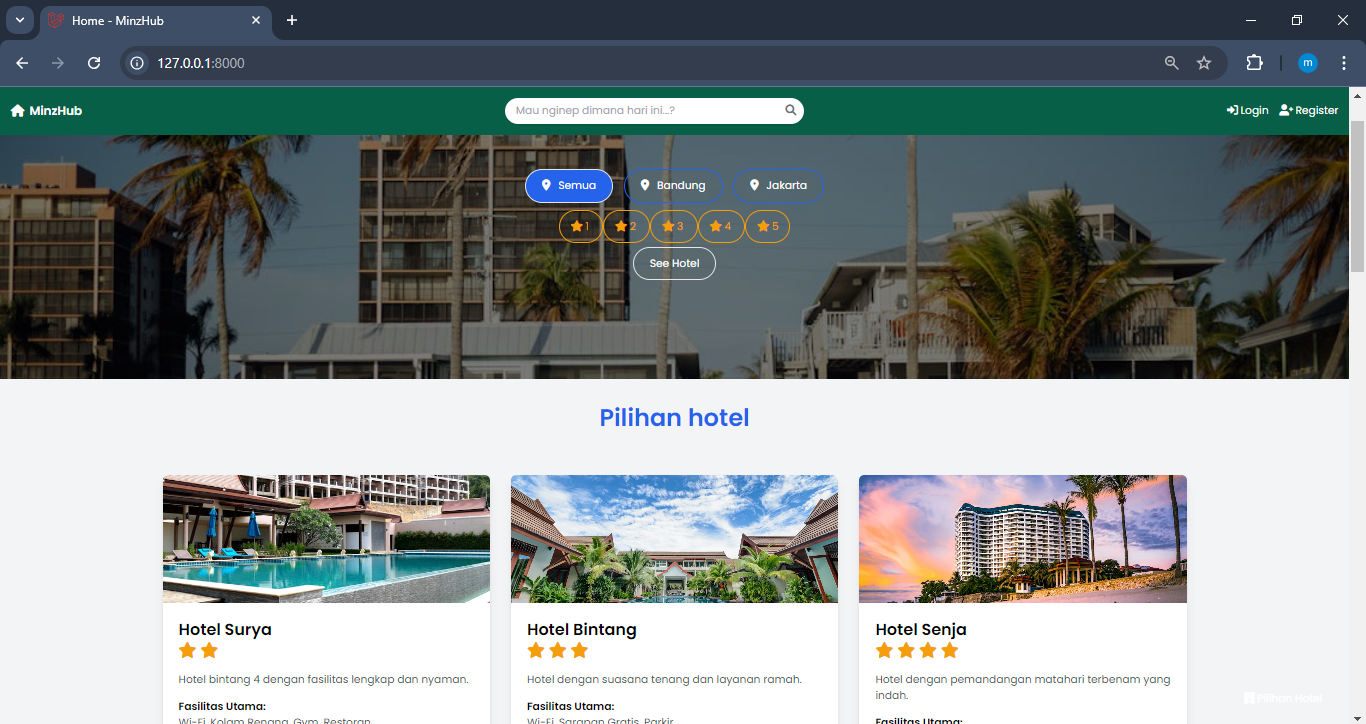 Home - MinzHub
127.0.0.1:8000
m
MinzHub
Mau nginep dimana hari ini...?
Login
Register
Semua
Bandung
Jakarta
1
2
3
4
5
See Hotel
Pilihan hotel
Hotel Surya
Hotel bintang 4 dengan fasilitas lengkap dan nyaman.
Fasilitas Utama:
Wi-Fi, Kolam Renang, Gym, Restoran
Hotel Bintang
Hotel dengan suasana tenang dan layanan ramah.
Fasilitas Utama:
Wi-Fi, Sarapan Gratis, Parkir
Hotel Senja
Hotel dengan pemandangan matahari terbenam yang
indah.
Fasilitas Utama:
Pilihan Hotel